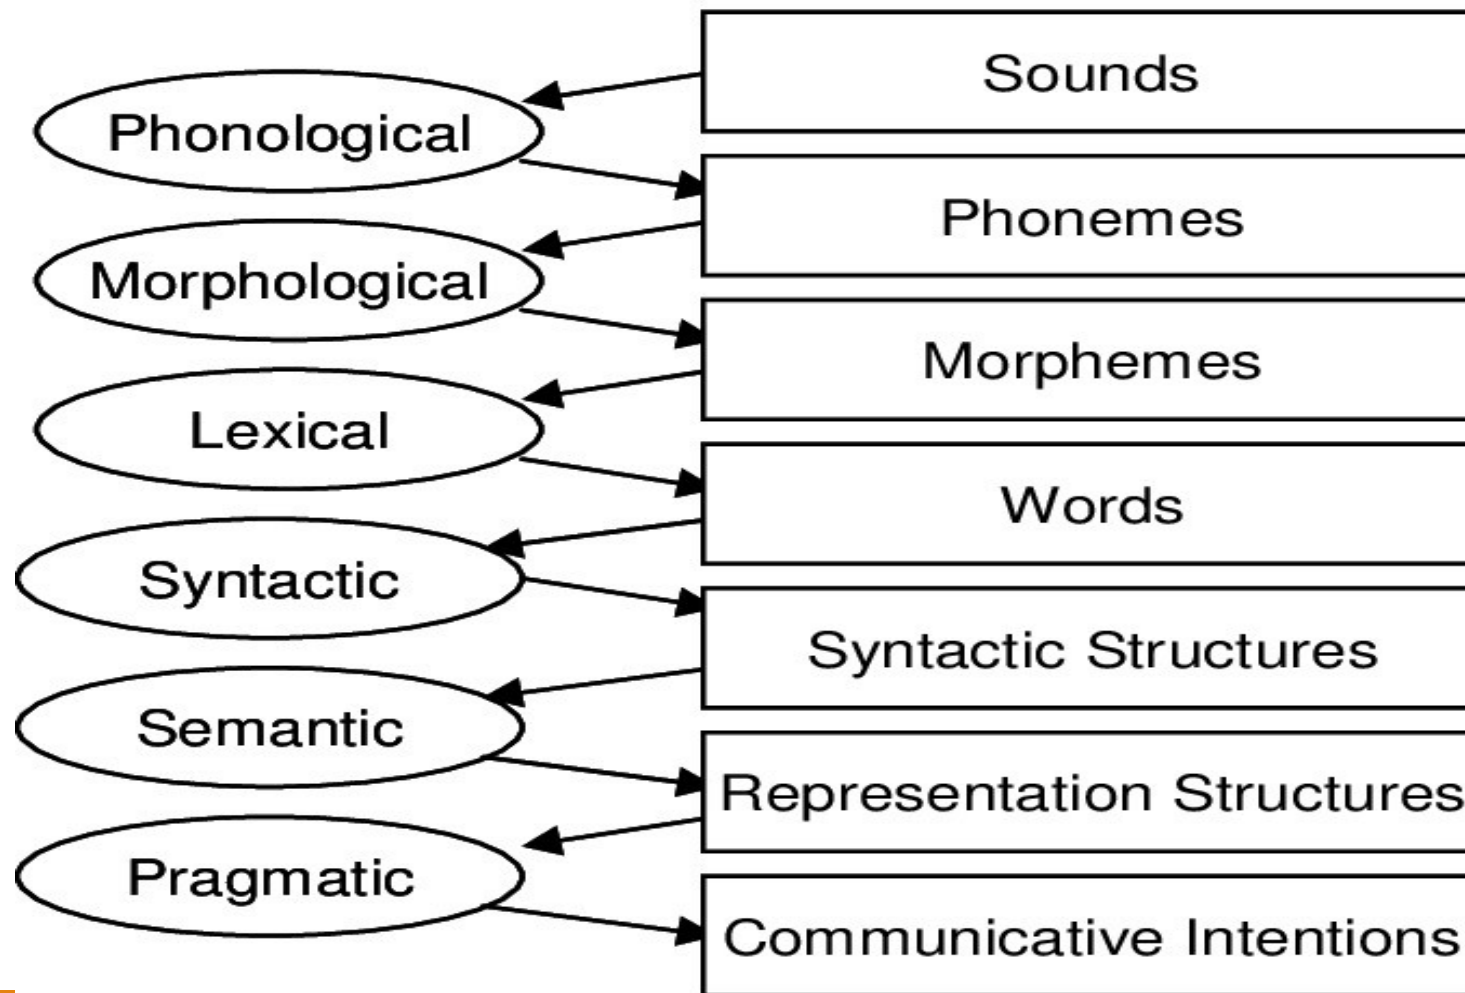 Sounds
Phonological
Phonemes
Morphological
Morphemes
Lexical
Words
Syntactic
Syntactic Structures
Semantic
Representation Structures
Pragmatic
Communicative Intentions